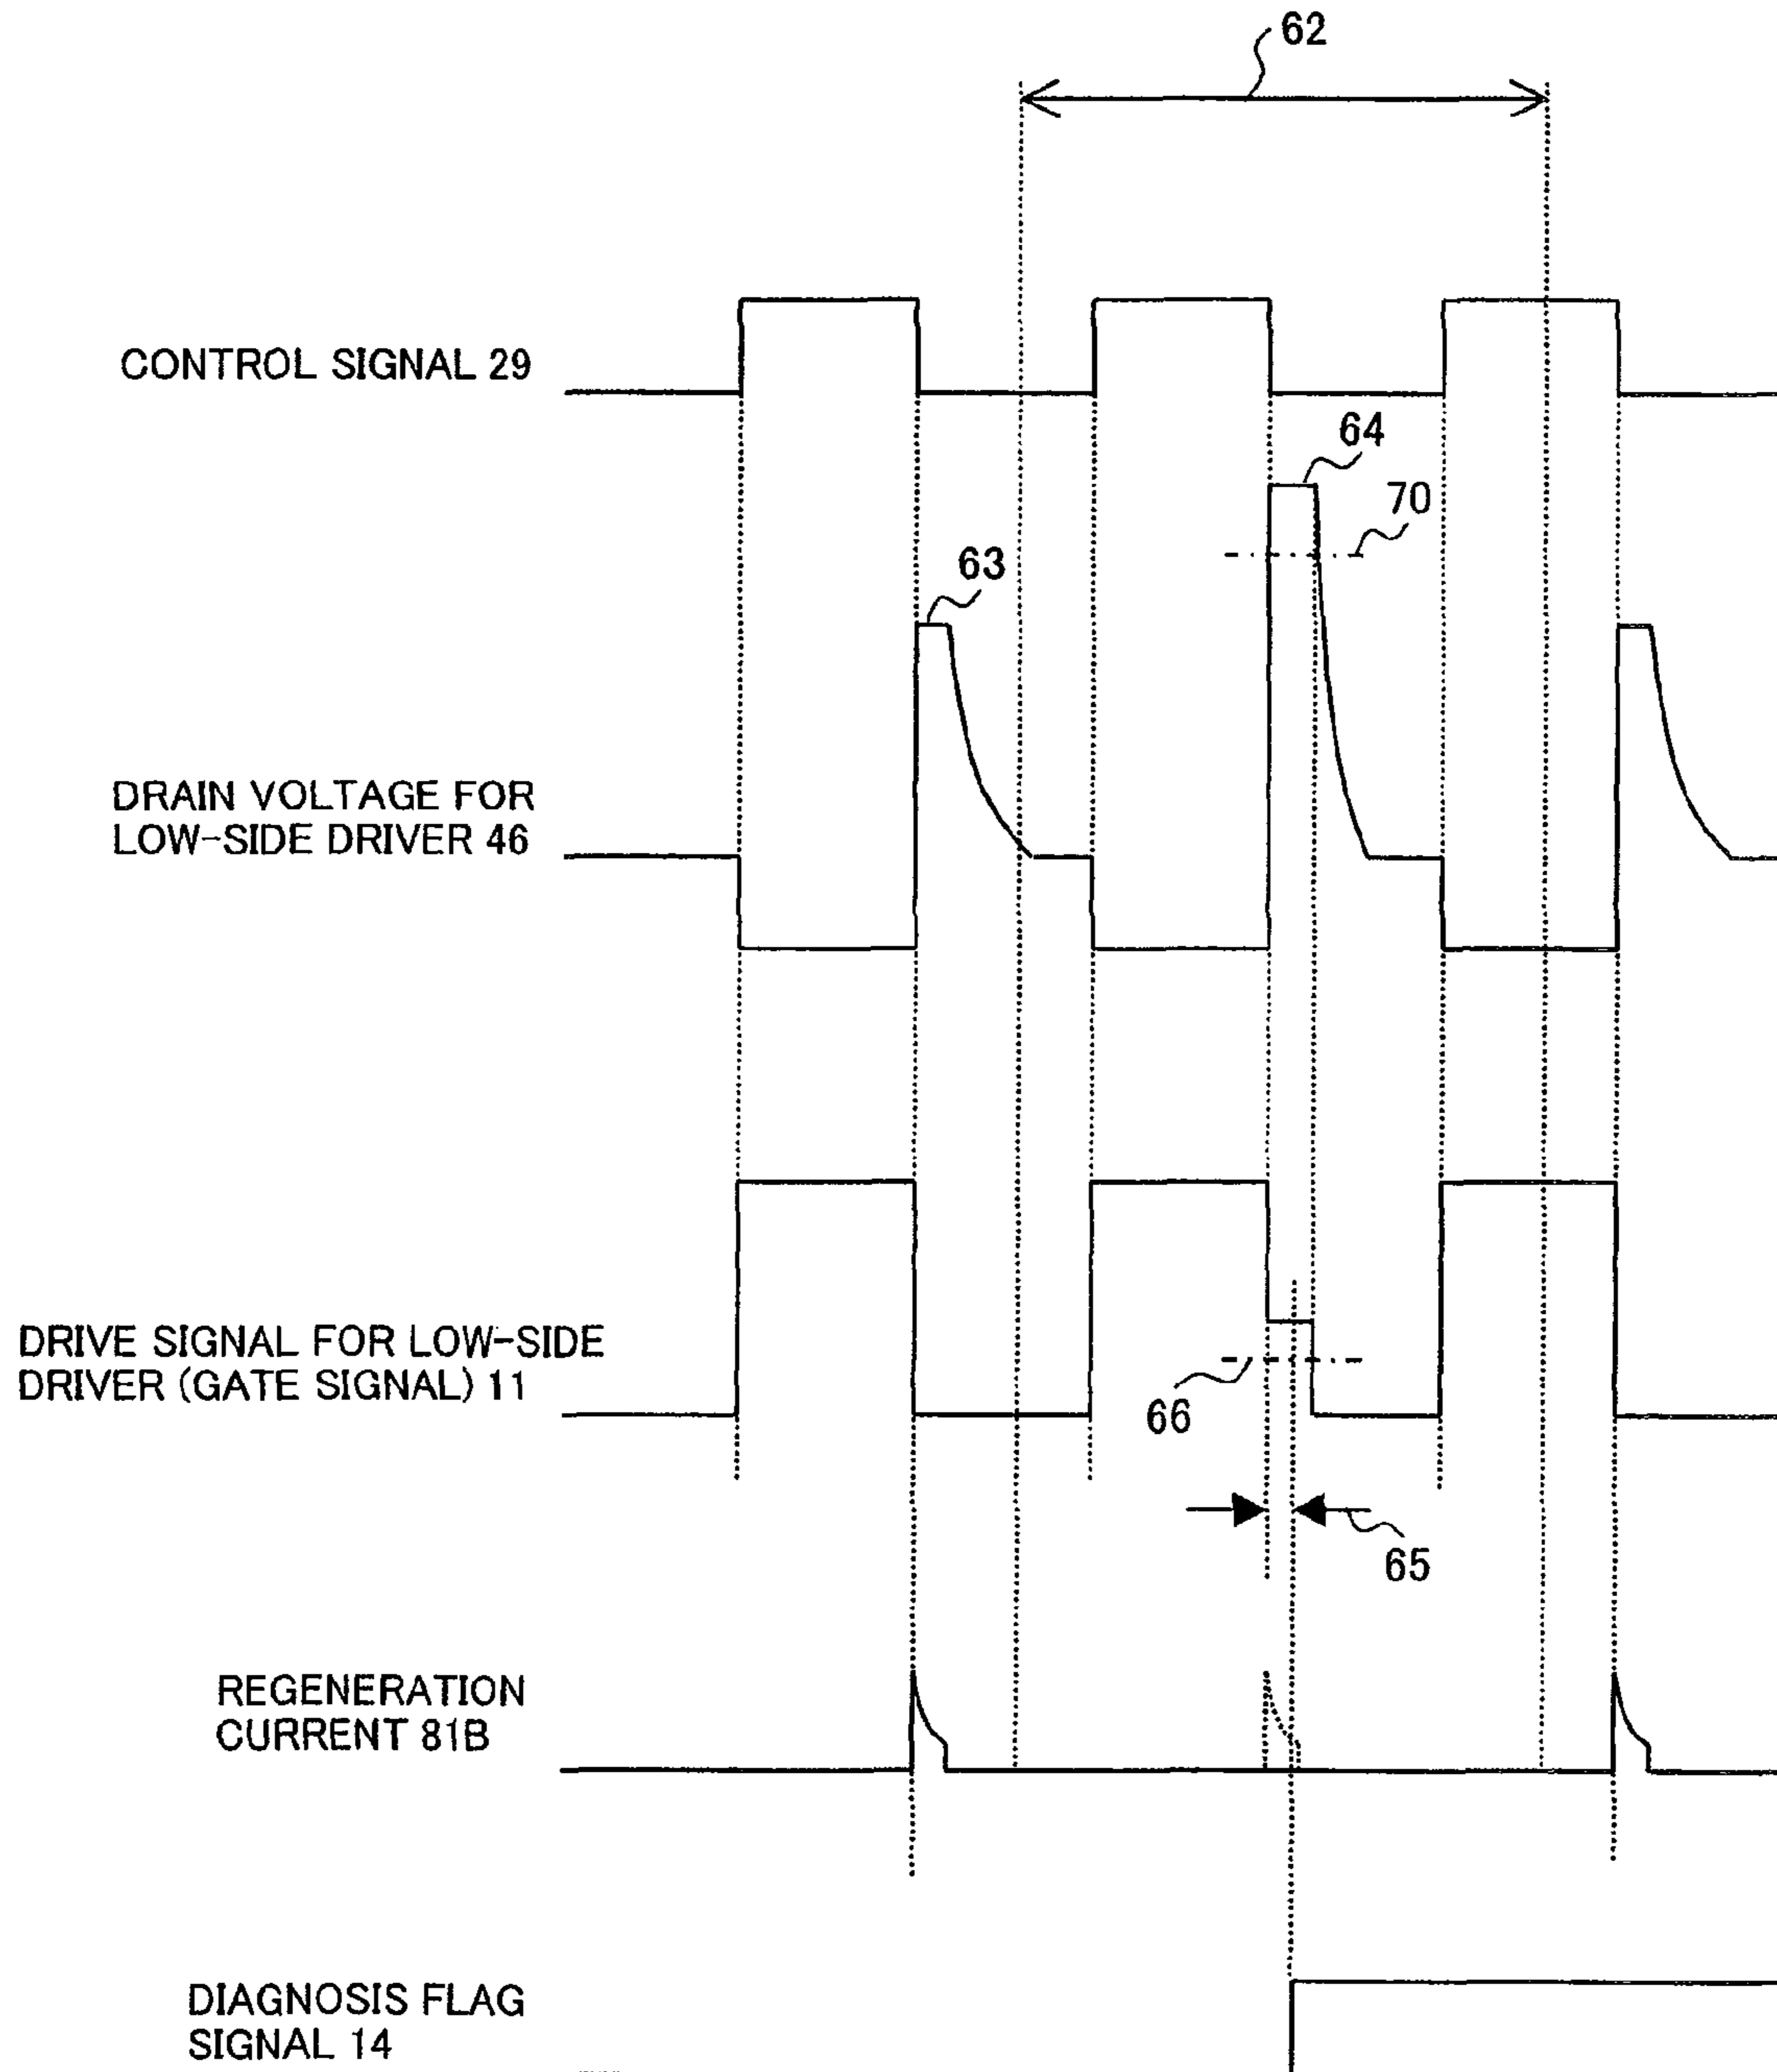 62
CONTROL SIGNAL 29
64
70
63
DRAIN VOLTAGE FOR
LOW-SIDE DRIVER 46
DRIVE SIGNAL FOR LOW-SIDE
DRIVER (GATE SIGNAL) 11
66
65
REGENERATION
CURRENT 81B
DIAGNOSIS FLAG
SIGNAL 14